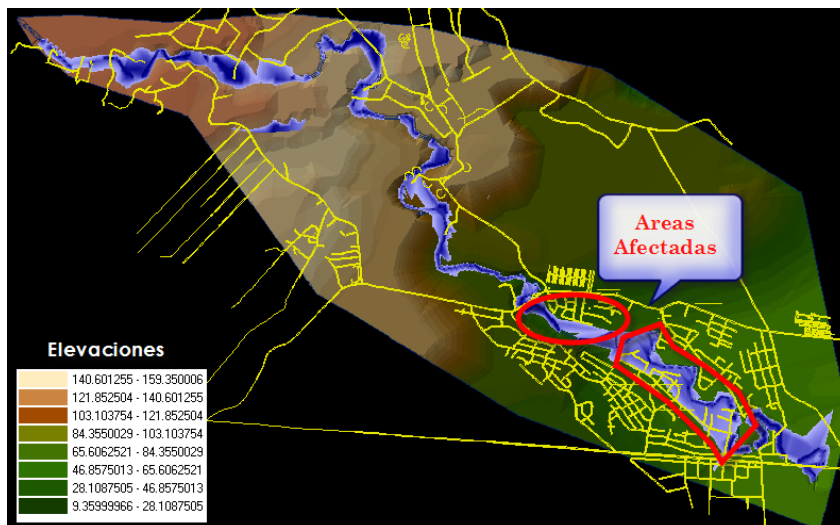 Areas
Afectadas
Elevaciones
140.601255 - 159.350006
121.852504 - 140.601255
103.103754 - 121.852504
84.3550029 - 103.103754
65.6062521 - 84.3550029
46.8575013 - 65.6062521
28.1087505 - 46.8575013
9.35999966 - 28.1087505